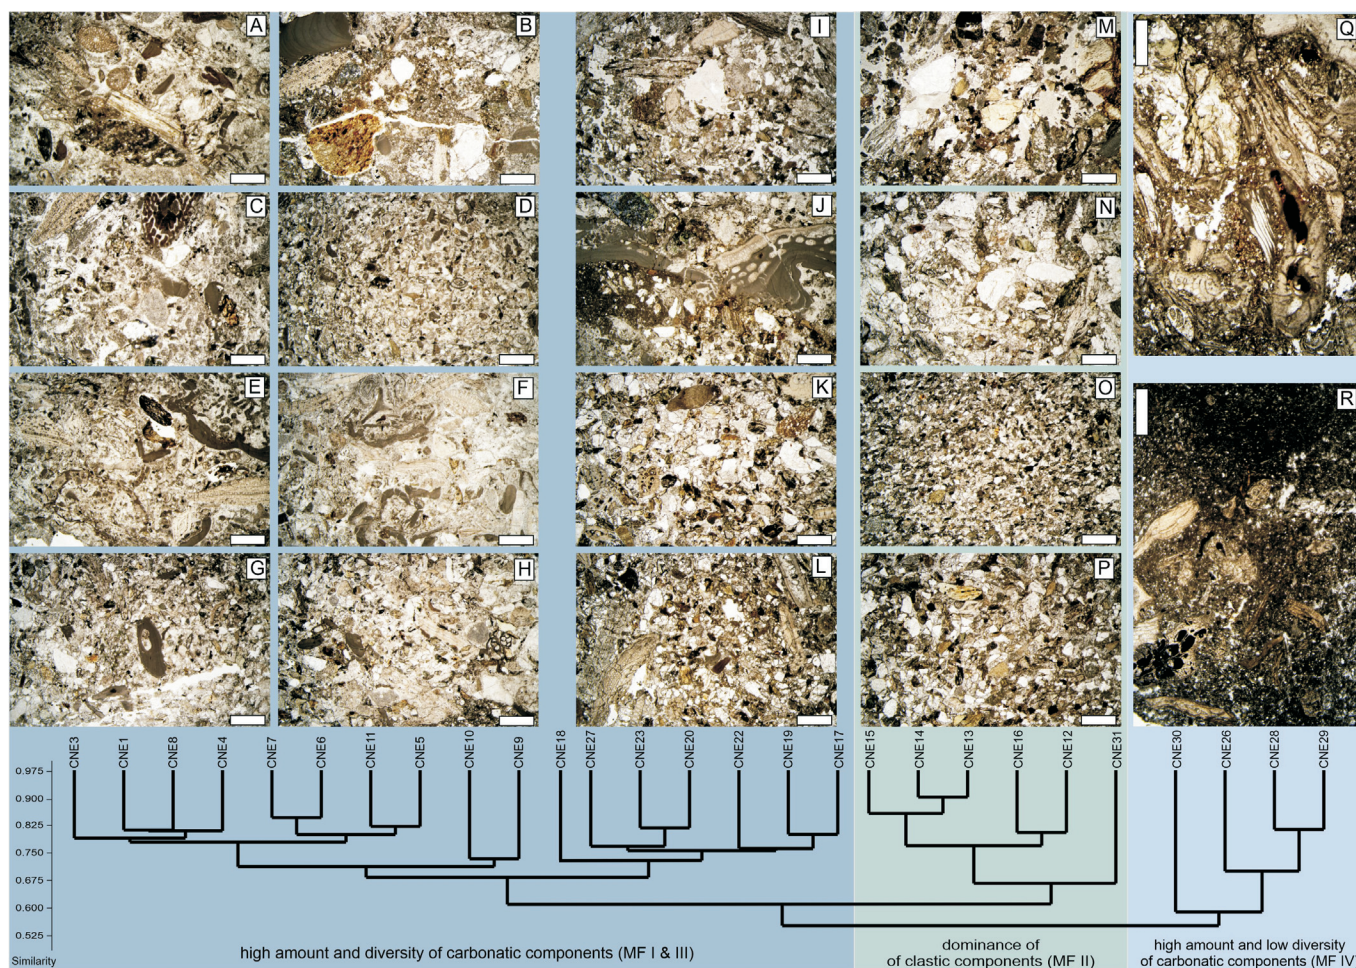 A
B
I
M
Q
C
D
J
N
E
F
K
O
R
G
H
L
P
CNE3
CNE1
CNE8
CNE4
CNE7
CNE6
CNE11
CNE5
CNE10
CNE9
CNE18
CNE27
CNE23
CNE20
CNE22
CNE19
CNE17
CNE15
CNE14
CNE13
CNE16
CNE12
CNE31
CNE30
CNE26
CNE28
CNE29
0.975
0.900
0.825
0.750
0.675
0.600
0.525
Similarity
high amount and diversity of carbonatic components (MF I & III)
dominance of
of clastic components (MF II)
high amount and low diversity
of carbonatic components (MF IV)